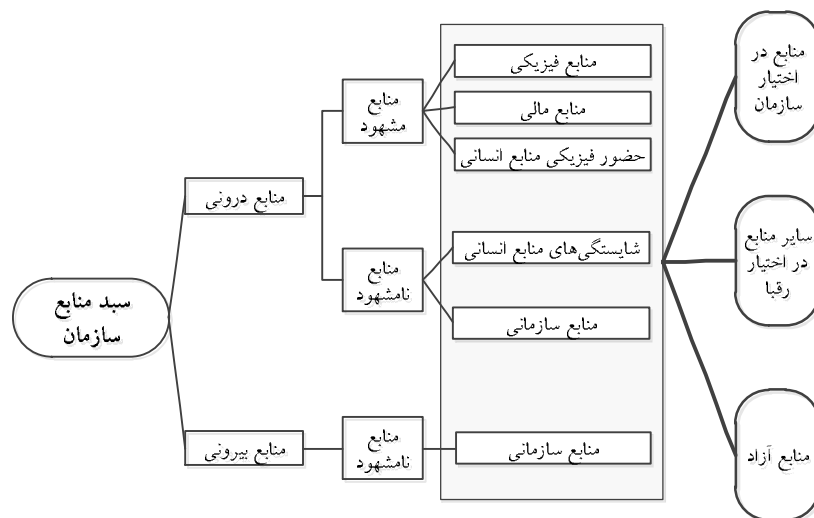 سبد منابع
سازمان
منابع درونی
منابع بیرونی
منابع
مشهود
منابع
نامشهود
منابع
نامشهود
منابع فیزیکی
منابع مالی
حضور فیزیکی منابع انسانی
شایستگی‌های منابع انسانی
منابع سازمانی
منابع سازمانی
منابع در
اختیار
سازمان
سایر منابع
در اختیار
رقبا
منابع آزاد